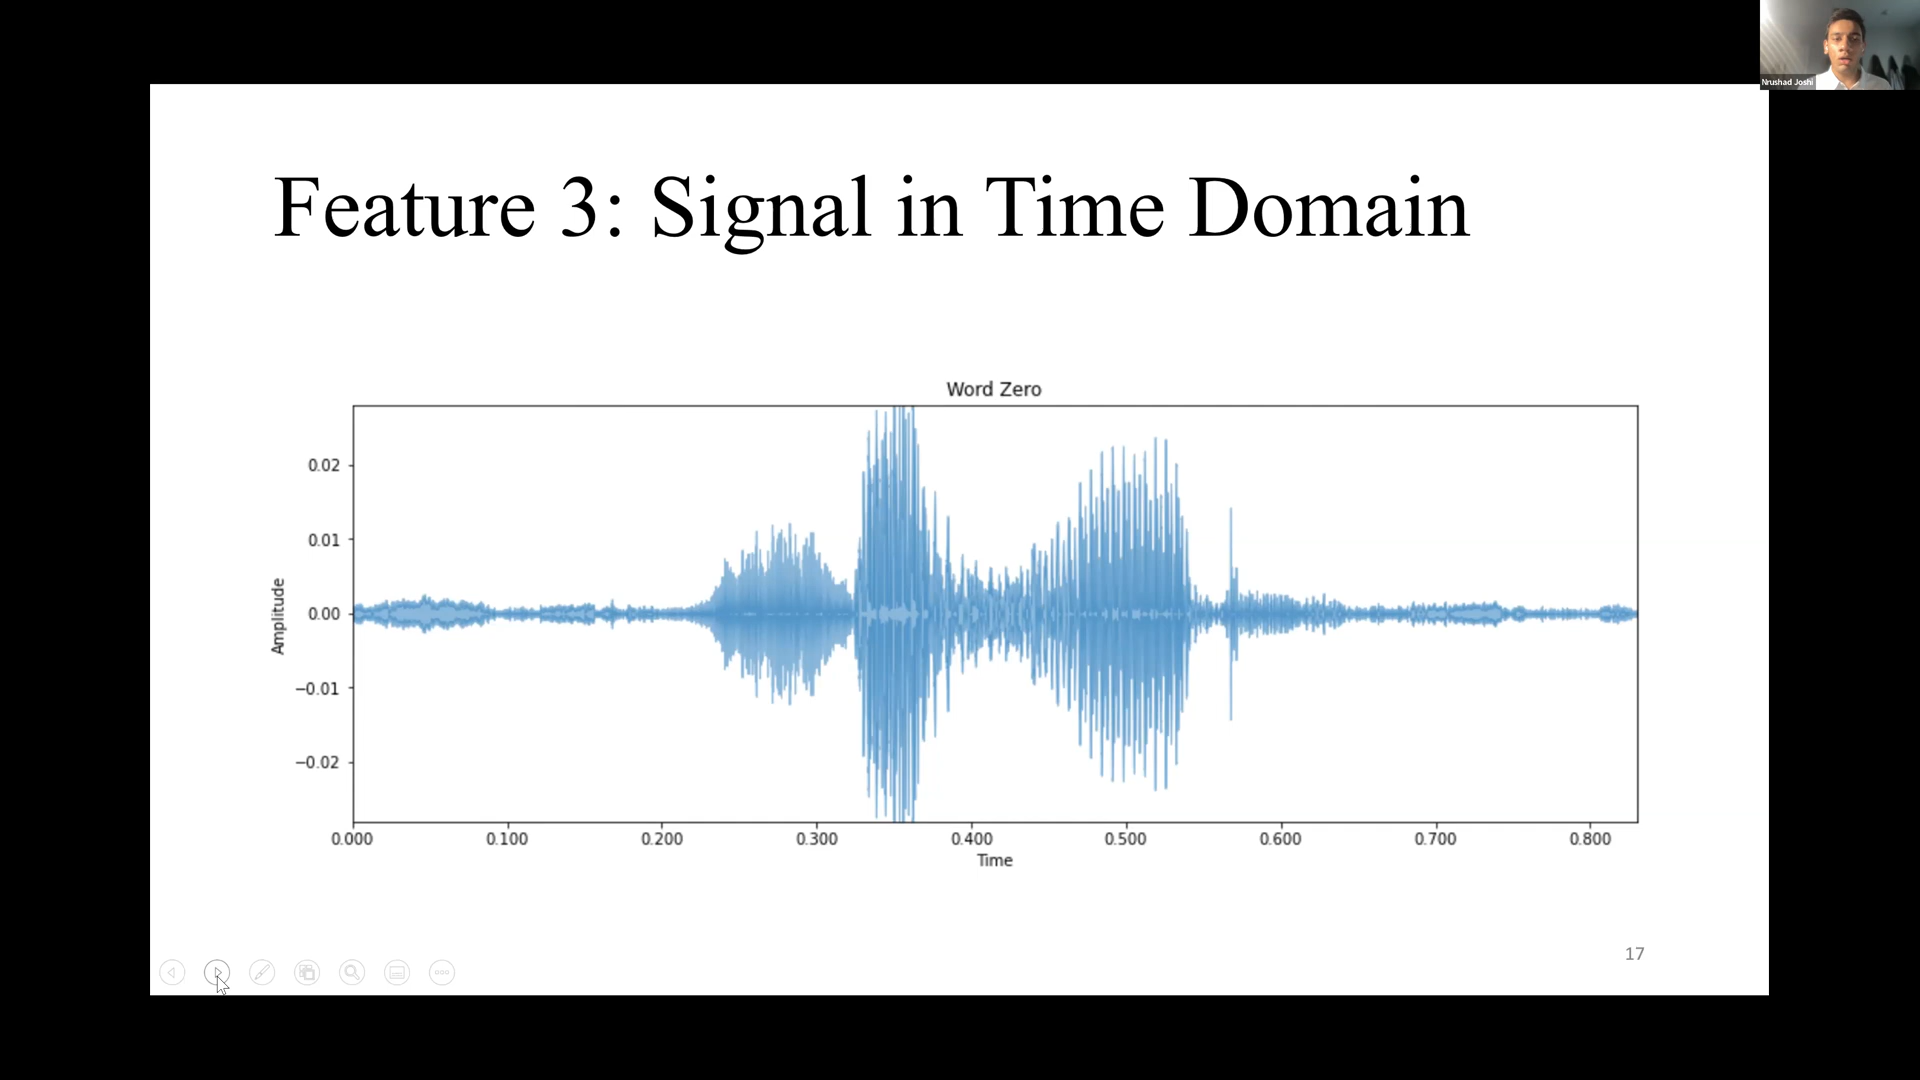 Nrushad Joshi
Feature 3: Signal in Time Domain
Word Zero
0.02
0.01
0.00
−0.01
−0.02
Amplitude
0.000 0.100 0.200 0.300 0.400 0.500 0.600 0.700 0.800
Time
17